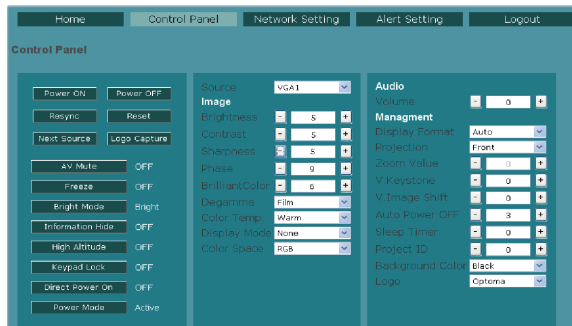 Home Control Panel Network Setting Alert Setting Logout
Control Panel
Power ON Power OFF
Resync Reset
Next Source Logo Capture
AV Mute OFF
Freeze OFF
Bright Mode Bright
Information Hide OFF
High Altitude OFF
Keypad Lock OFF
Direct Power On OFF
Power Mode Active
Source VGA1
Image
Brightness - 5 +
Contrast - 5 +
Sharpness - 5 +
Phase - 9 +
BrilliantColor - 6 +
Degamma Film
Color Temp. Warm
Display Mode None
Color Space RGB
Audio
Volume - 0 +
Managment
Display Format Auto
Projection Front
Zoom Value - 0 +
V.Keystone - 0 +
V.Image Shift - 0 +
Auto Power OFF - 3 +
Sleep Timer - 0 +
Project ID - 0 +
Background Color Black
Logo Optoma